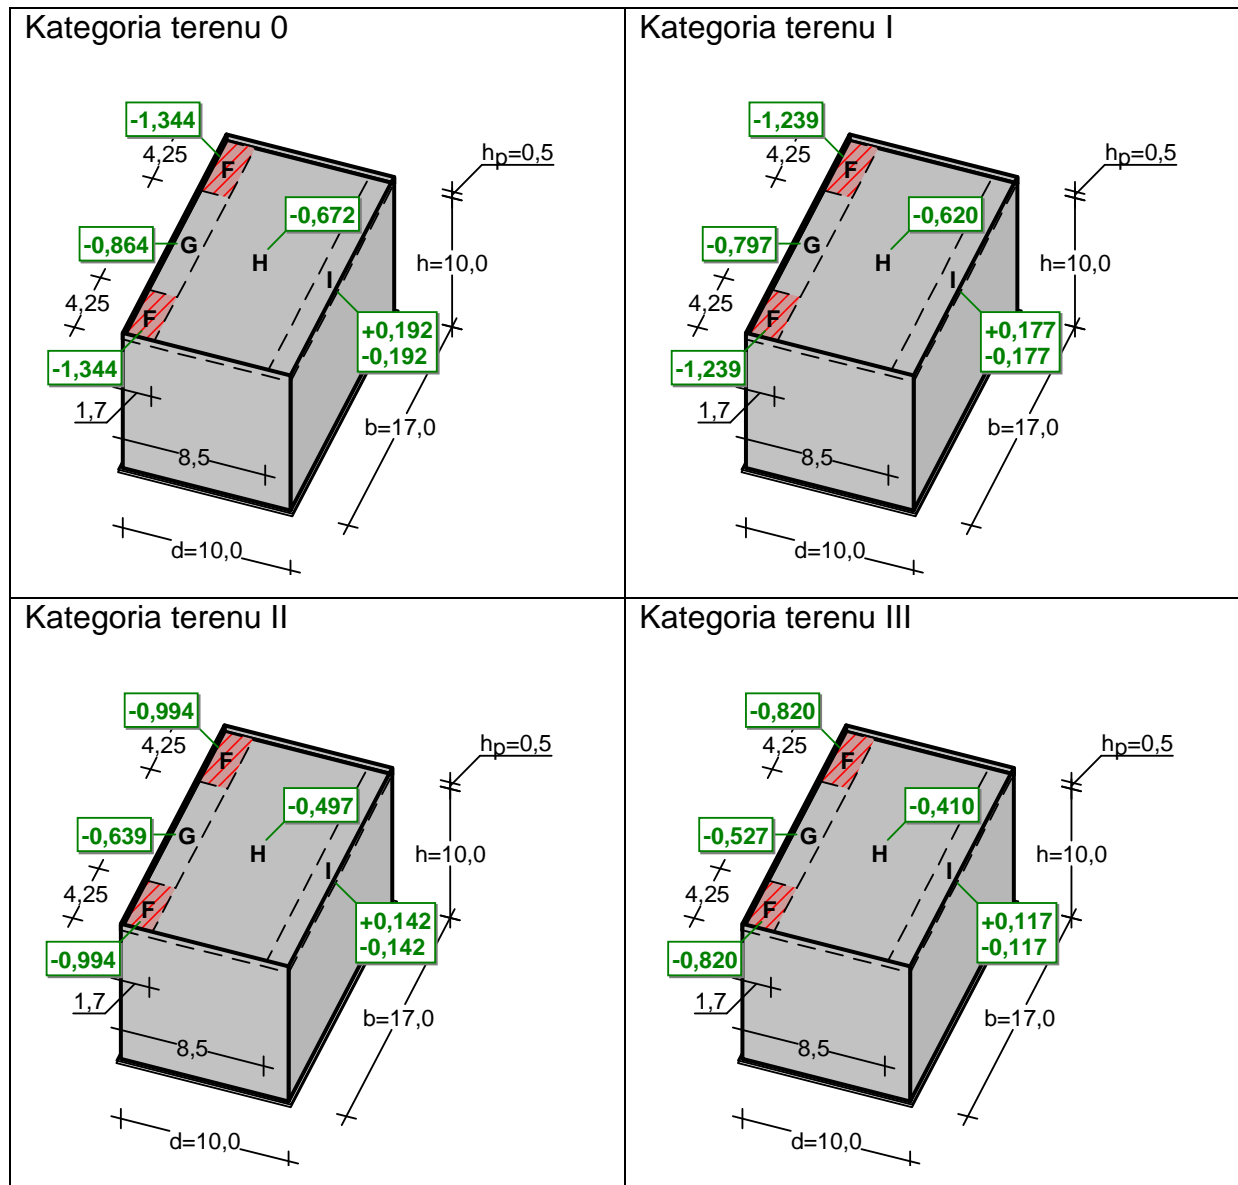 Kategoria terenu 0
-1,344
4,25
F
hp=0,5
-0,672
-0,864
G
H
h=10,0
I
4,25
F
+0,192
-0,192
-1,344
1,7
b=17,0
8,5
d=10,0
Kategoria terenu I
-1,239
4,25
F
hp=0,5
-0,620
-0,797
G
H
h=10,0
I
4,25
F
+0,177
-0,177
-1,239
1,7
b=17,0
8,5
d=10,0
Kategoria terenu II
-0,994
4,25
F
hp=0,5
-0,497
-0,639
G
H
h=10,0
I
4,25
F
+0,142
-0,142
-0,994
1,7
b=17,0
8,5
d=10,0
Kategoria terenu III
-0,820
4,25
F
hp=0,5
-0,410
-0,527
G
H
h=10,0
I
4,25
F
+0,117
-0,117
-0,820
1,7
b=17,0
8,5
d=10,0